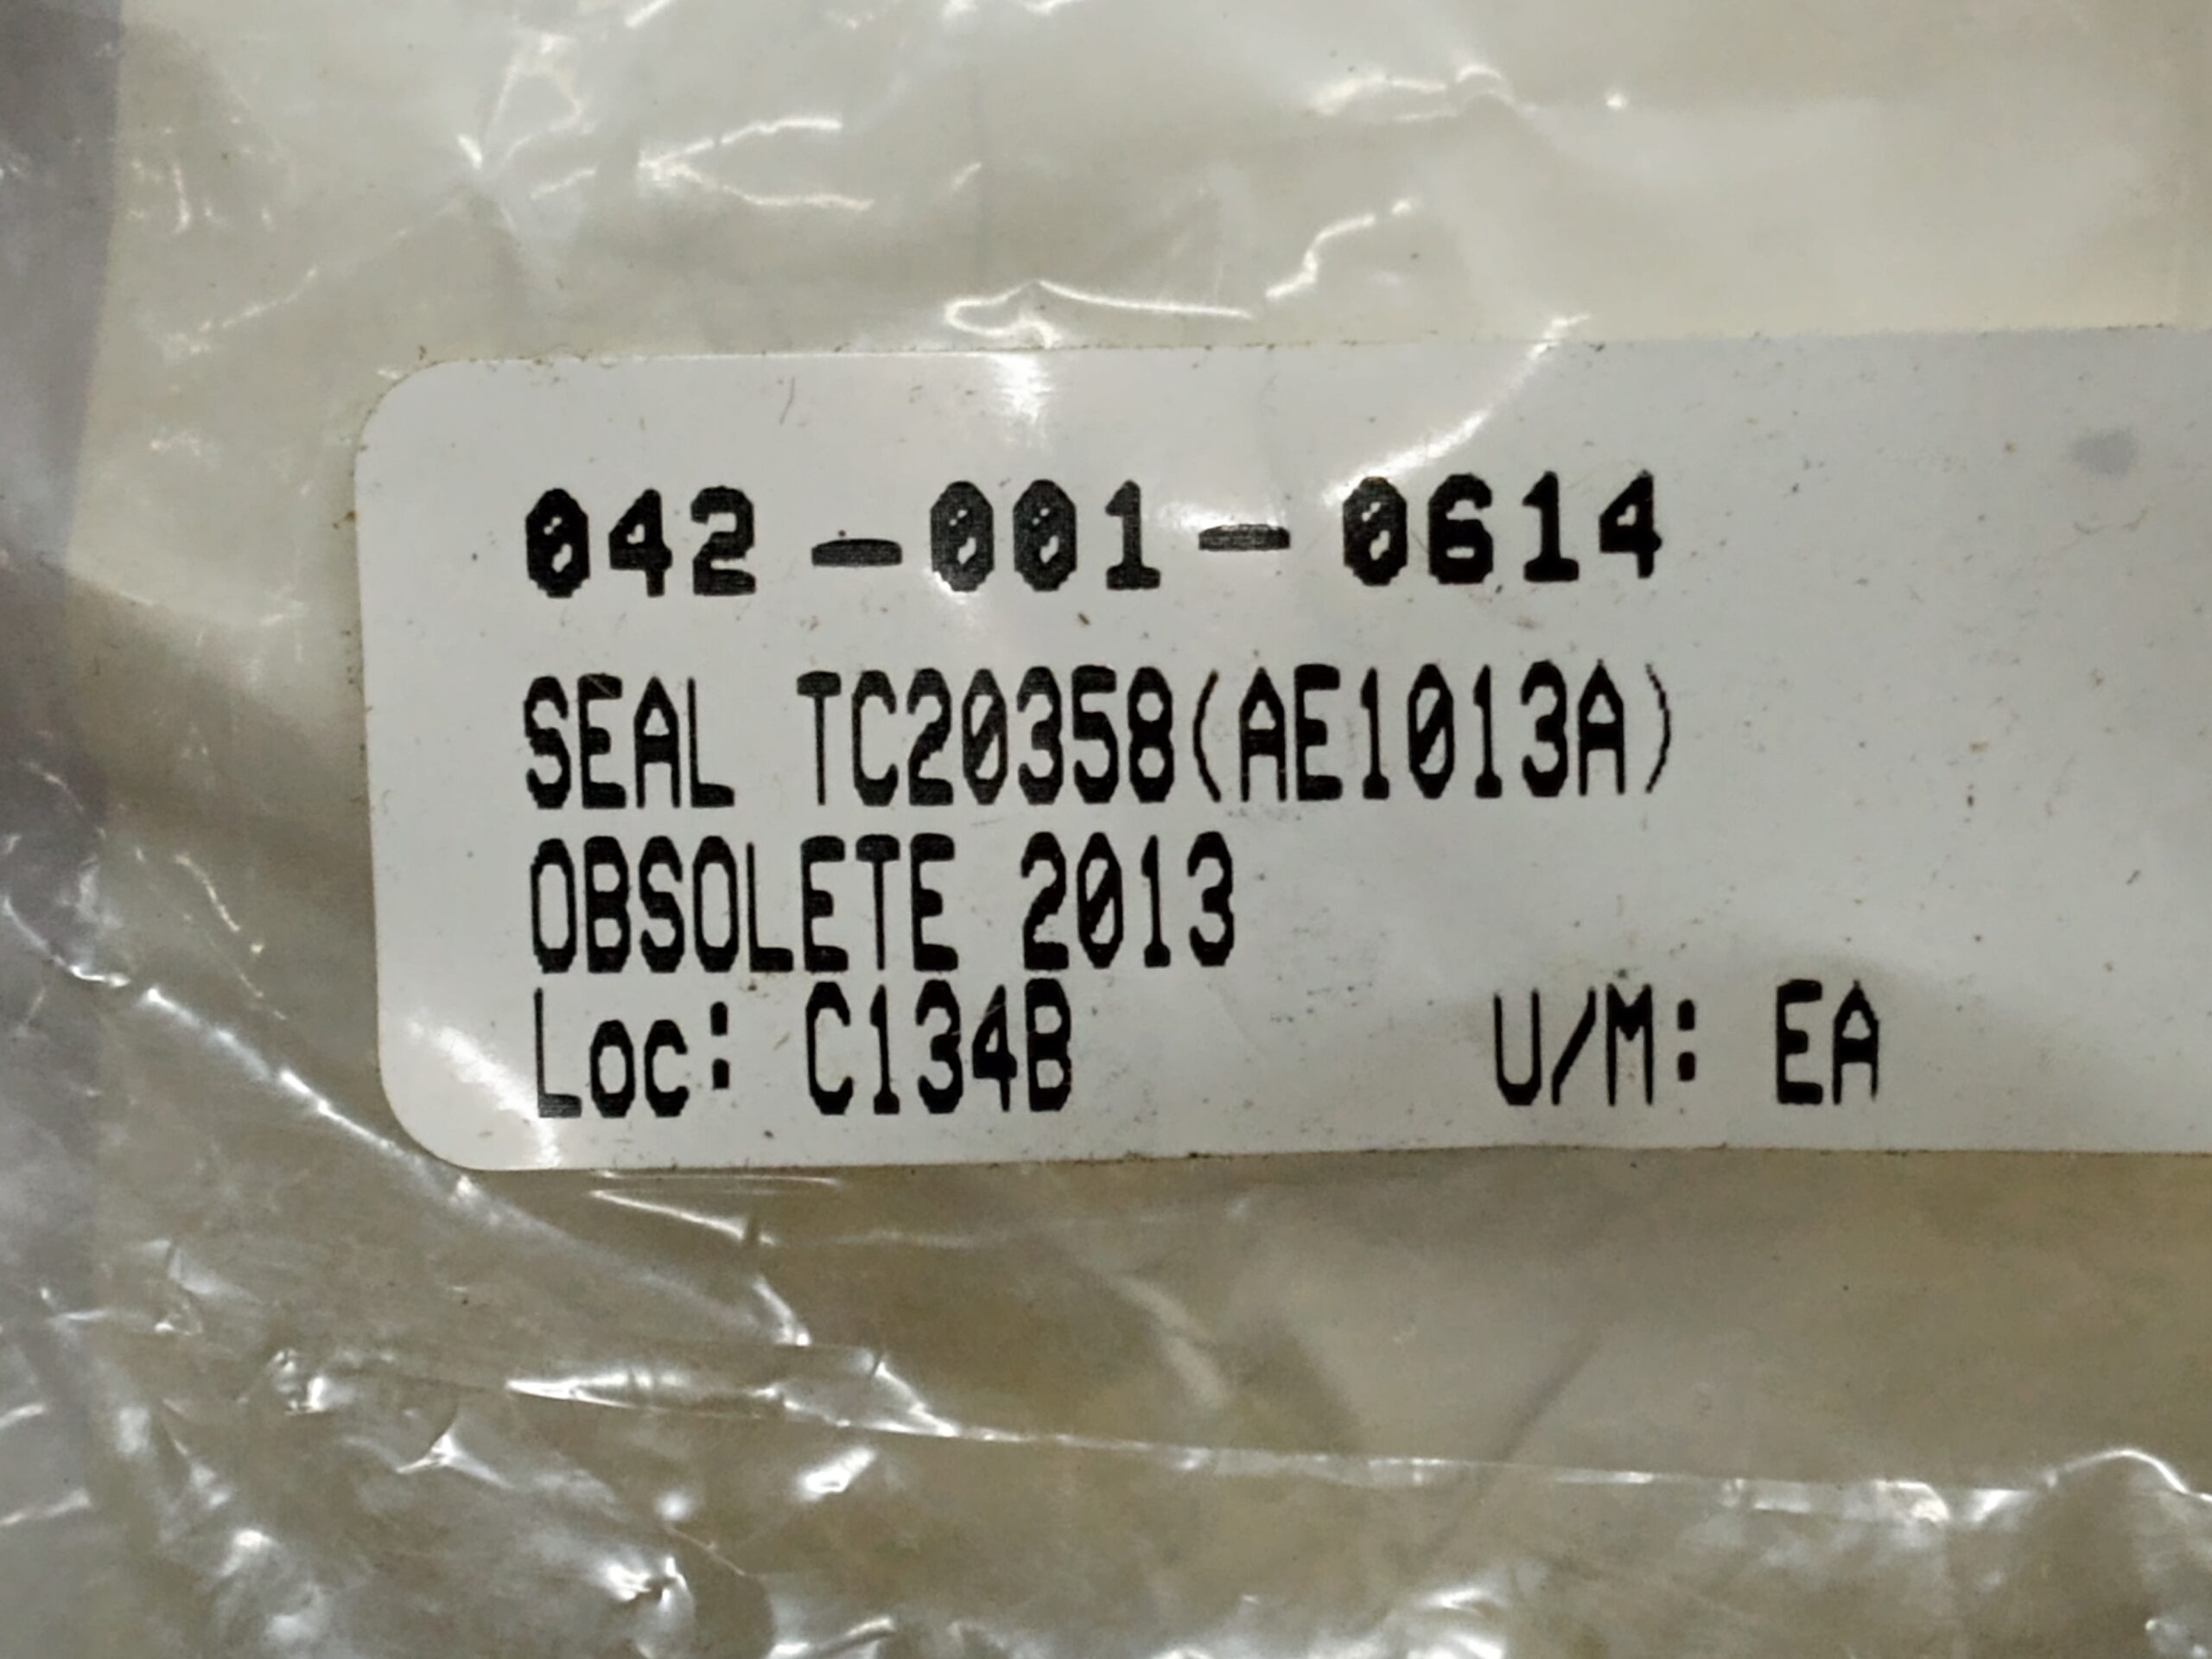 042-001-0614
SEAL TC20358(AE1013A)
OBSOLETE 2013
Loc: C134B U/M: EA